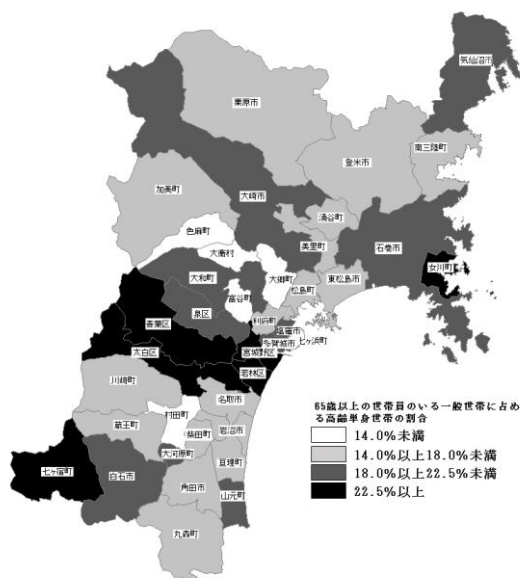 気仙沼市
栗原市
南三陸町
登米市
加美町
大崎市
涌谷町
色麻町
美里町
石巻市
大衡村
女川町
大和町
大郷町
東松島市
松島町
富谷町
泉区
利府町
青葉区
塩竈市
多賀城市
七ヶ浜町
太白区
宮城野区
若林区
川崎町
名取市
村田町
蔵王町
柴田町
岩沼市
大河原町
亘理町
七ヶ宿町
白石市
角田市
山元町
丸森町
65歳以上の世帯員のいる一般世帯に占め
る高齢単身世帯の割合
14.0%未満
14.0%以上18.0%未満
18.0%以上22.5%未満
22.5%以上